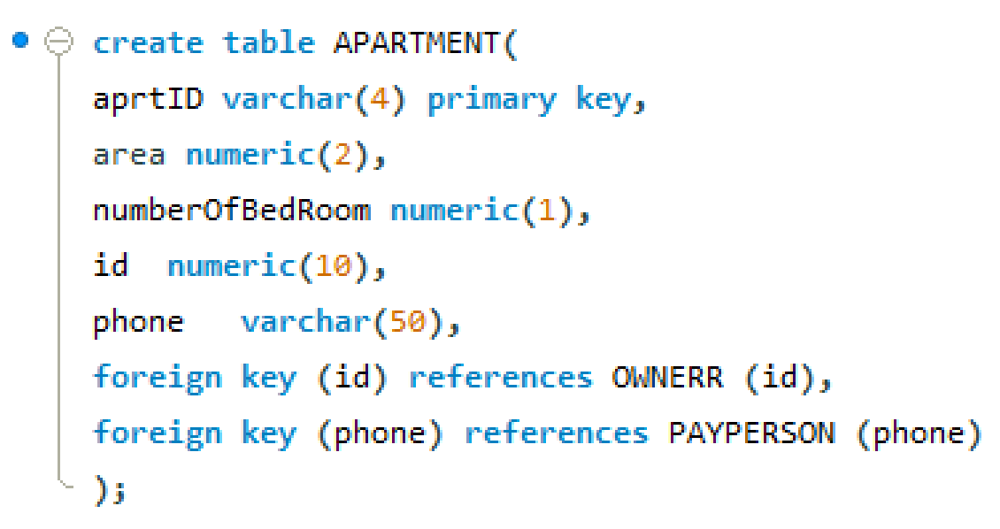 create table APARTMENT(
aprtID varchar(4) primary key,
area numeric(2),
numberOfBedRoom numeric(1),
id  numeric(10),
phone   varchar(50),
foreign key (id) references OWNERR (id),
foreign key (phone) references PAYPERSON (phone)
);